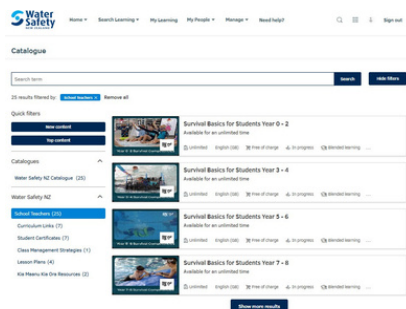 Water
Safety
NEW ZEALAND
Home
Search Learning
My Learning
My People
Manage
Need help?
Sign out
Catalogue
Search term
Search
Hide filters
25 results filtered by:
School Teachers ×
Remove all
Quick filters
New content
Top content
Catalogues
Water Safety NZ Catalogue (25)
Water Safety NZ
School Teachers (25)
Curriculum Links (7)
Student Certificates (7)
Class Management Strategies (1)
Lesson Plans (4)
Kia Maanu Kia Ora Resources (2)
Survival Basics for Students Year 0 - 2
Available for an unlimited time
Unlimited English (GB) Free of charge In progress Blended learning ...
Survival Basics for Students Year 3 - 4
Available for an unlimited time
Unlimited English (GB) Free of charge In progress Blended learning ...
Survival Basics for Students Year 5 - 6
Available for an unlimited time
Unlimited English (GB) Free of charge In progress Blended learning ...
Survival Basics for Students Year 7 - 8
Available for an unlimited time
Unlimited English (GB) Free of charge In progress Blended learning ...
Show more results